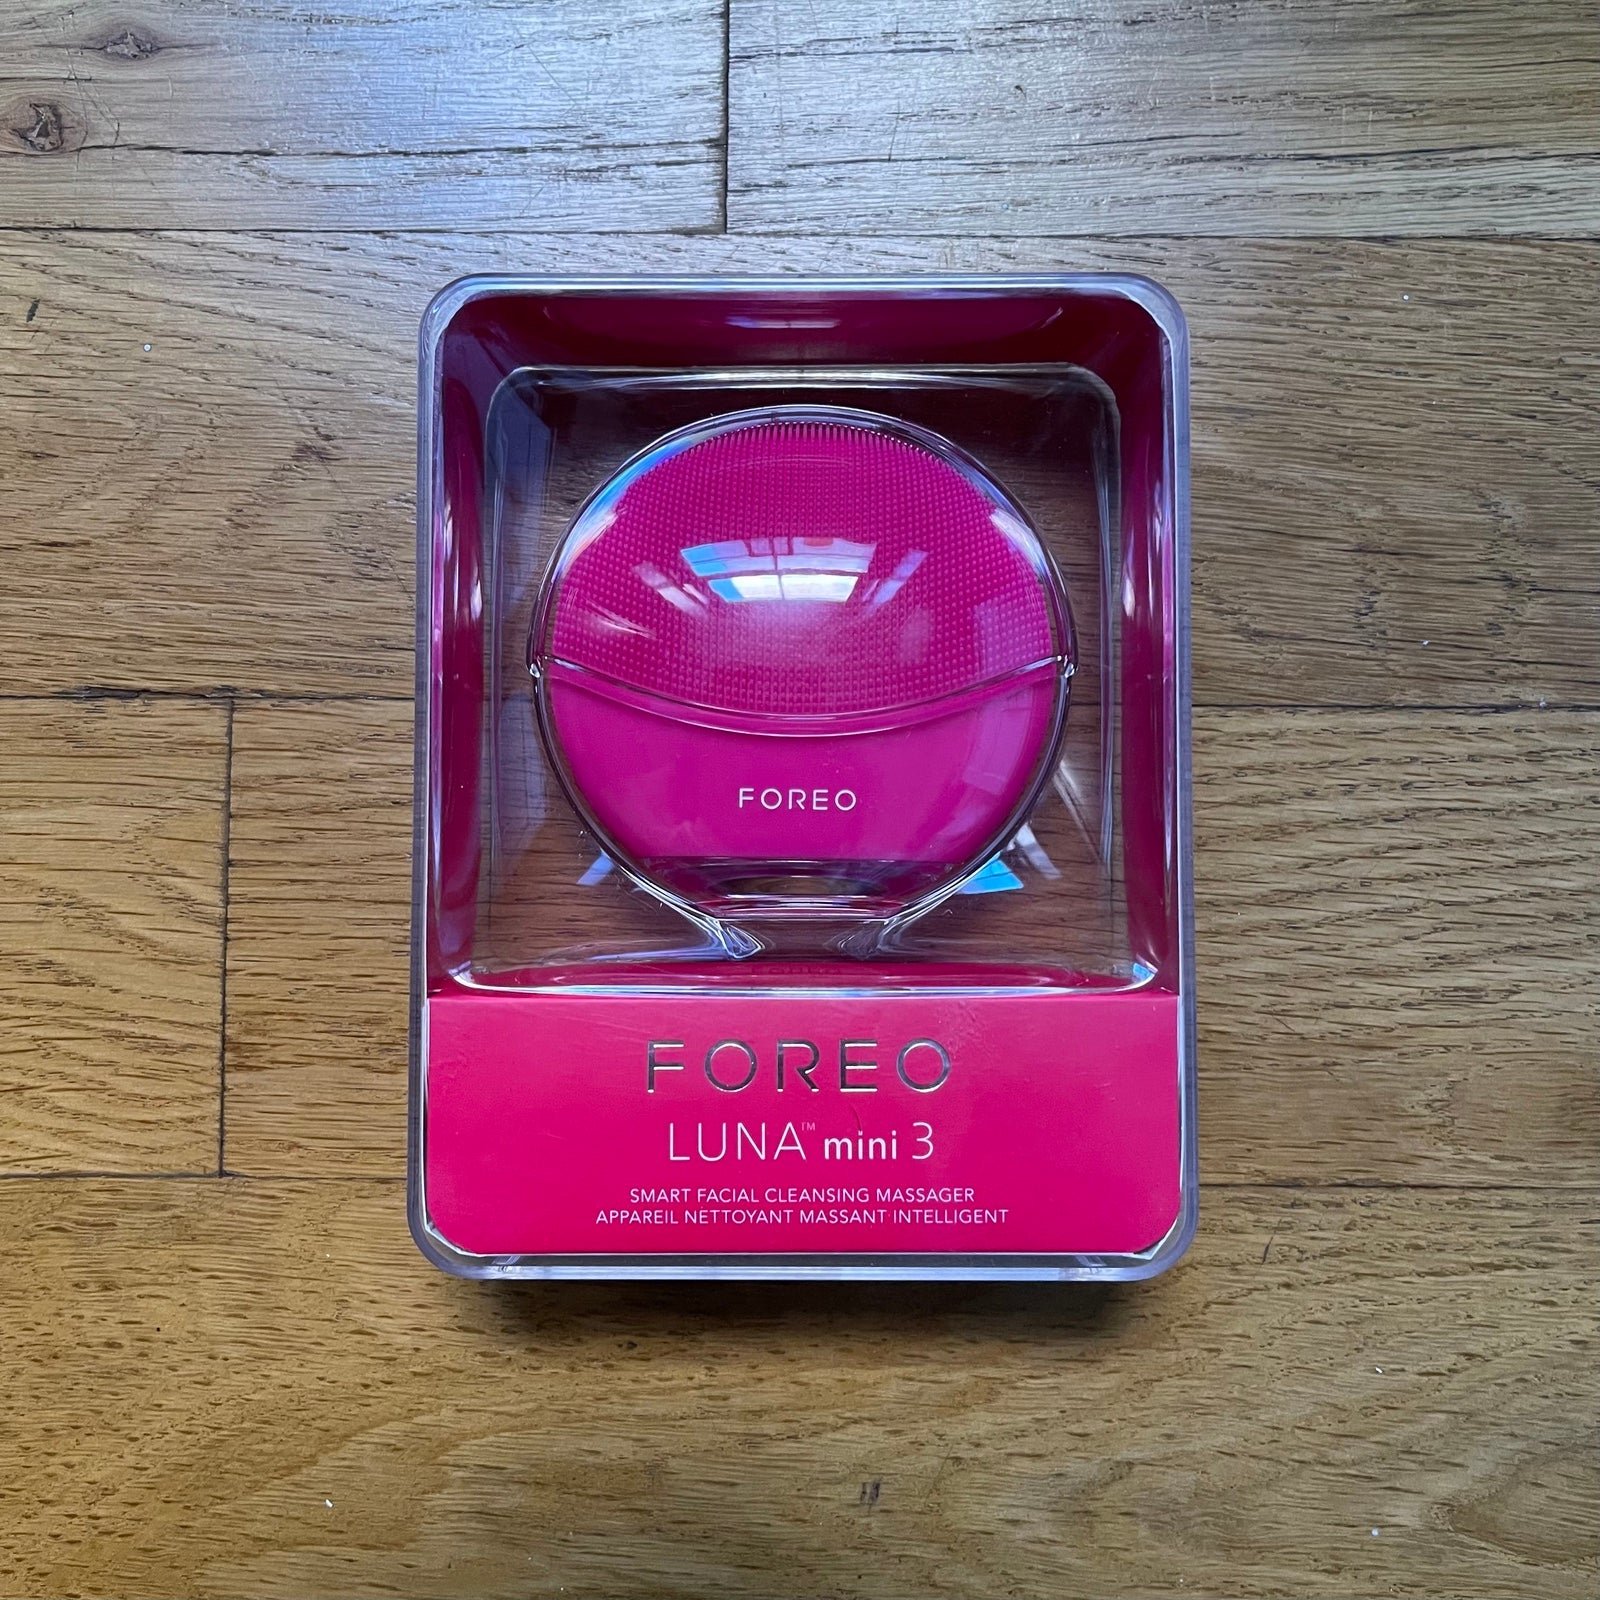 FOREO
FOREO
LUNA™ mini 3
SMART FACIAL CLEANSING MASSAGER
APPAREIL NETTOYANT MASSANT INTELLIGENT